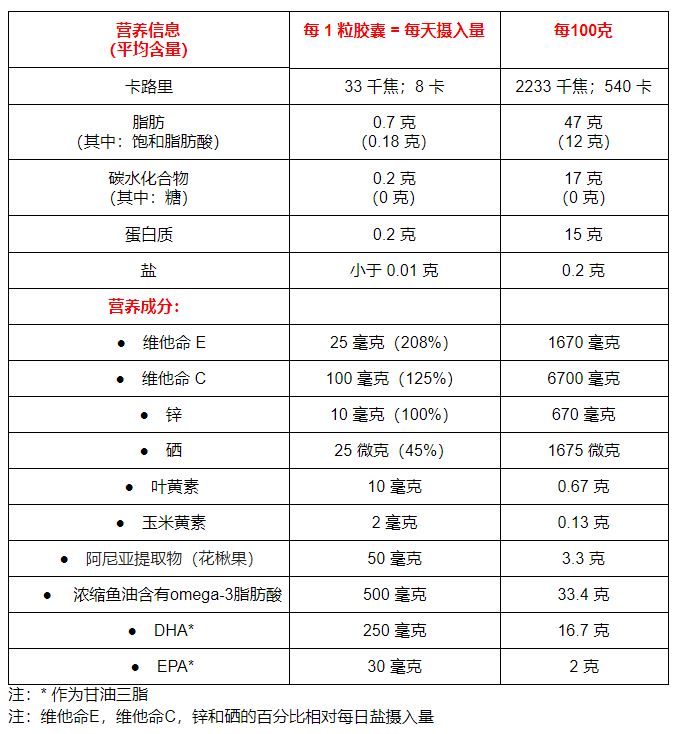 营养信息 每 1 粒胶囊 = 每天摄入量 每100克
（平均含量）
卡路里 33 千焦；8 卡 2233 千焦；540 卡
脂肪 0.7 克 47 克
（其中：饱和脂肪酸） （0.18 克） （12 克）
碳水化合物 0.2 克 17 克
（其中：糖） （0 克） （0 克）
蛋白质 0.2 克 15 克
盐 小于 0.01 克 0.2 克
营养成分：
● 维他命 E 25 毫克（208%） 1670 毫克
● 维他命 C 100 毫克（125%） 6700 毫克
● 锌 10 毫克（100%） 670 毫克
● 硒 25 微克（45%） 1675 微克
● 叶黄素 10 毫克 0.67 克
● 玉米黄素 2 毫克 0.13 克
● 阿尼亚提取物（花楸果） 50 毫克 3.3 克
● 浓缩鱼油含有omega-3脂肪酸 500 毫克 33.4 克
● DHA* 250 毫克 16.7 克
● EPA* 30 毫克 2 克
注：* 作为甘油三脂
注：维他命E，维他命C，锌和硒的百分比相对每日盐摄入量